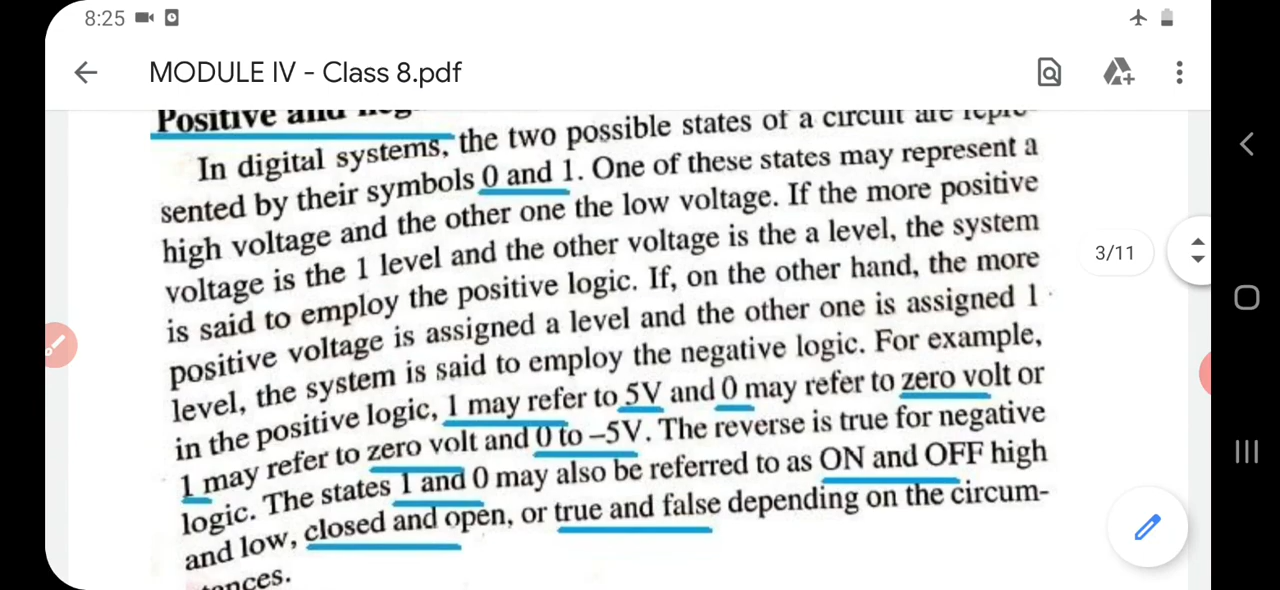 8:25
MODULE IV - Class 8.pdf
Positive and
In digital systems, the two possible states of a circuit are repre-
sented by their symbols 0 and 1. One of these states may represent a
high voltage and the other one the low voltage. If the more positive
voltage is the 1 level and the other voltage is the a level, the system
is said to employ the positive logic. If, on the other hand, the more
positive voltage is assigned a level and the other one is assigned 1
level, the system is said to employ the negative logic. For example,
in the positive logic, 1 may refer to 5V and 0 may refer to zero volt or
1 may refer to zero volt and 0 to –5V. The reverse is true for negative
logic. The states 1 and 0 may also be referred to as ON and OFF high
and low, closed and open, or true and false depending on the circum-
tances.
3/11